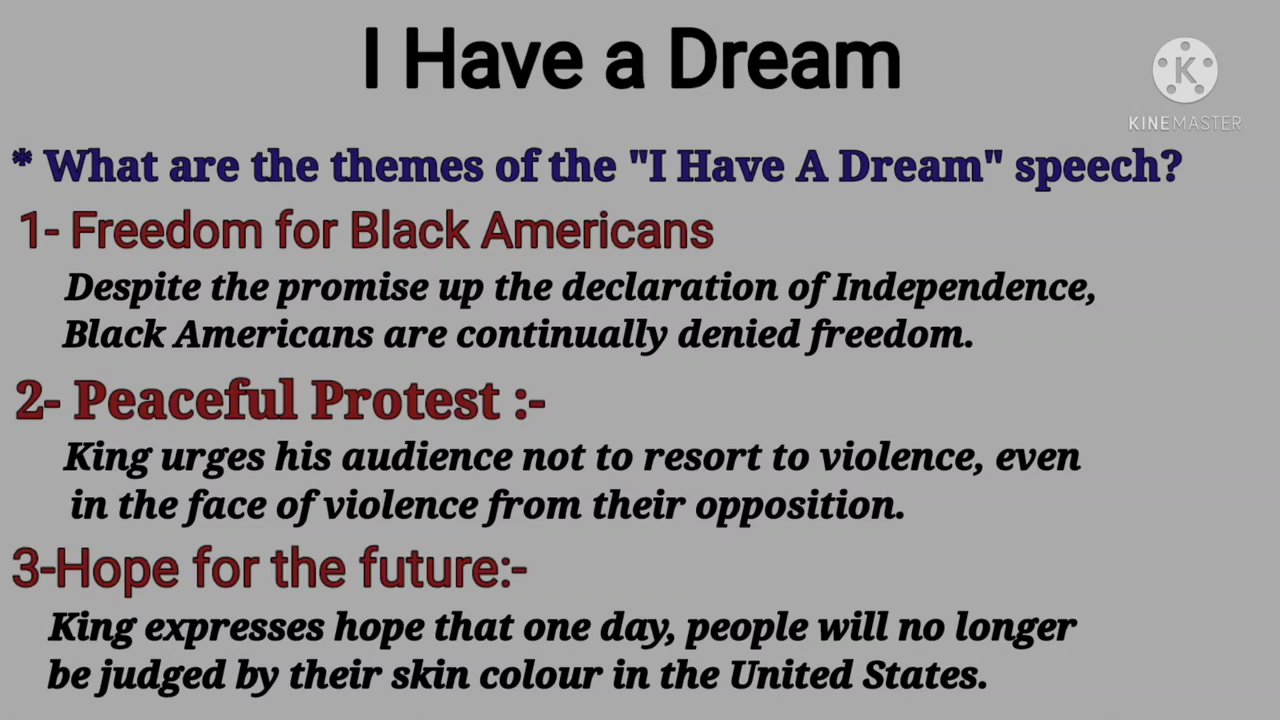 I Have a Dream
KINEMASTER
* What are the themes of the "I Have A Dream" speech?
1- Freedom for Black Americans
Despite the promise up the declaration of Independence,
Black Americans are continually denied freedom.
2- Peaceful Protest :-
King urges his audience not to resort to violence, even
in the face of violence from their opposition.
3-Hope for the future:-
King expresses hope that one day, people will no longer
be judged by their skin colour in the United States.